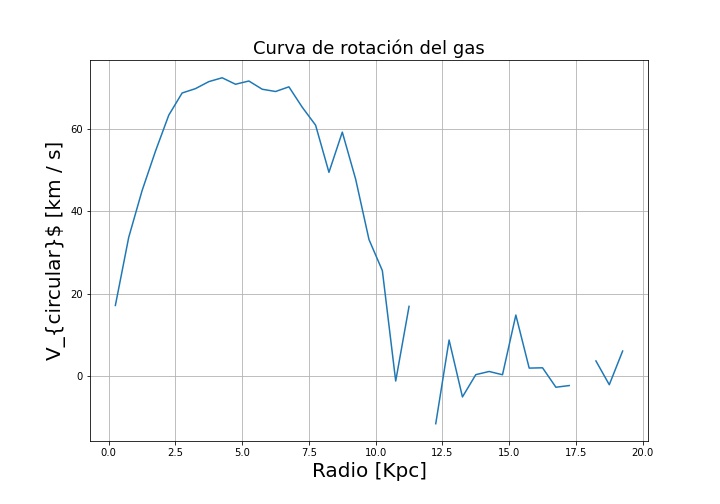 Curva de rotación del gas
V_{circular}$ [km / s]
60
40
20
0
0.0 2.5 5.0 7.5 10.0 12.5 15.0 17.5 20.0
Radio [Kpc]